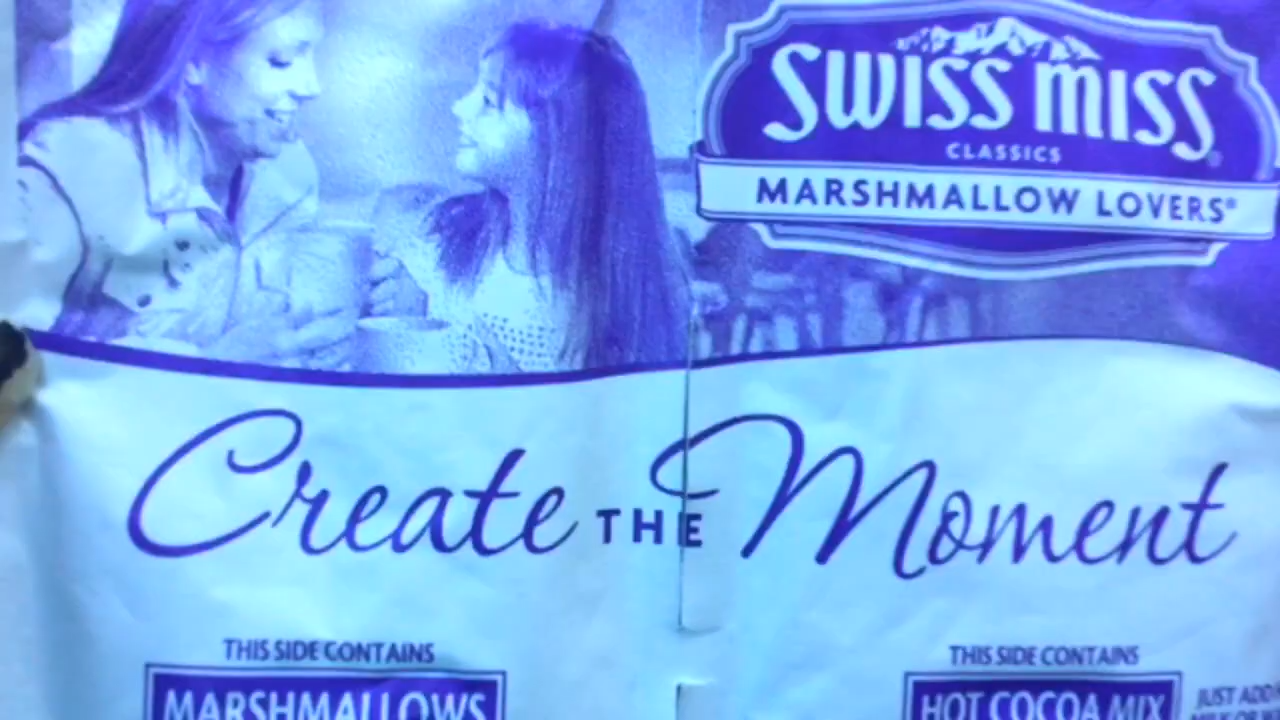 SWISS MISS
CLASSICS
MARSHMALLOW LOVERS®
Create THE Moment
THIS SIDE CONTAINS
MARSHMALLOWS
THIS SIDE CONTAINS
HOT COCOA MIX
JUST ADD